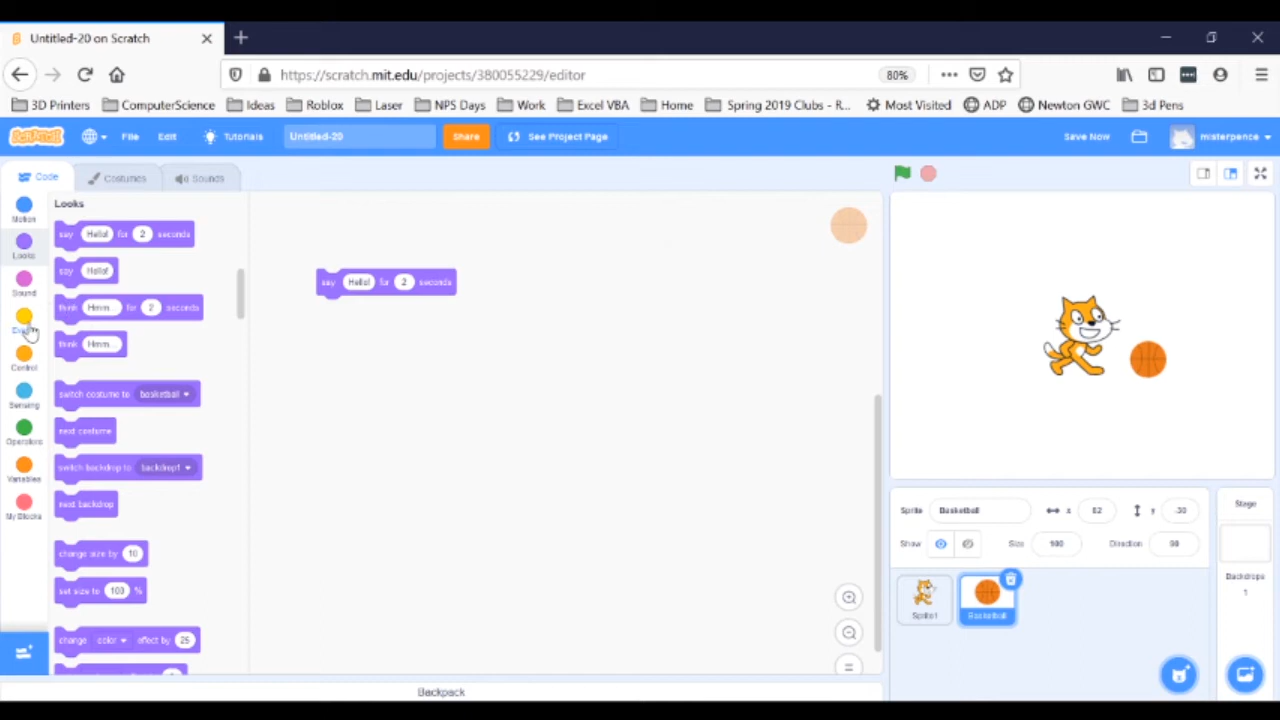 Untitled-20 on Scratch
https://scratch.mit.edu/projects/380055229/editor
80%
3D Printers ComputerScience Ideas Roblox Laser NPS Days Work Excel VBA Home Spring 2019 Clubs - R... Most Visited ADP Newton GWC 3d Pens
SCRATCH File Edit Tutorials Untitled-20 Share See Project Page Save Now misterpence
Code Costumes Sounds
Motion
Looks
Sound
Control
Sensing
Operators
Variables
My Blocks
Looks
say Hello! for 2 seconds
say Hello!
think Hmm... for 2 seconds
think Hmm...
switch costume to basketball
next costume
switch backdrop to backdrop1
next backdrop
change size by 10
set size to 100 %
change color effect by 25
say Hello! for 2 seconds
Sprite Basketball x 62 y -30
Show Size 100 Direction 90
Sprite1 Basketball
Stage
Backdrops
1
Backpack